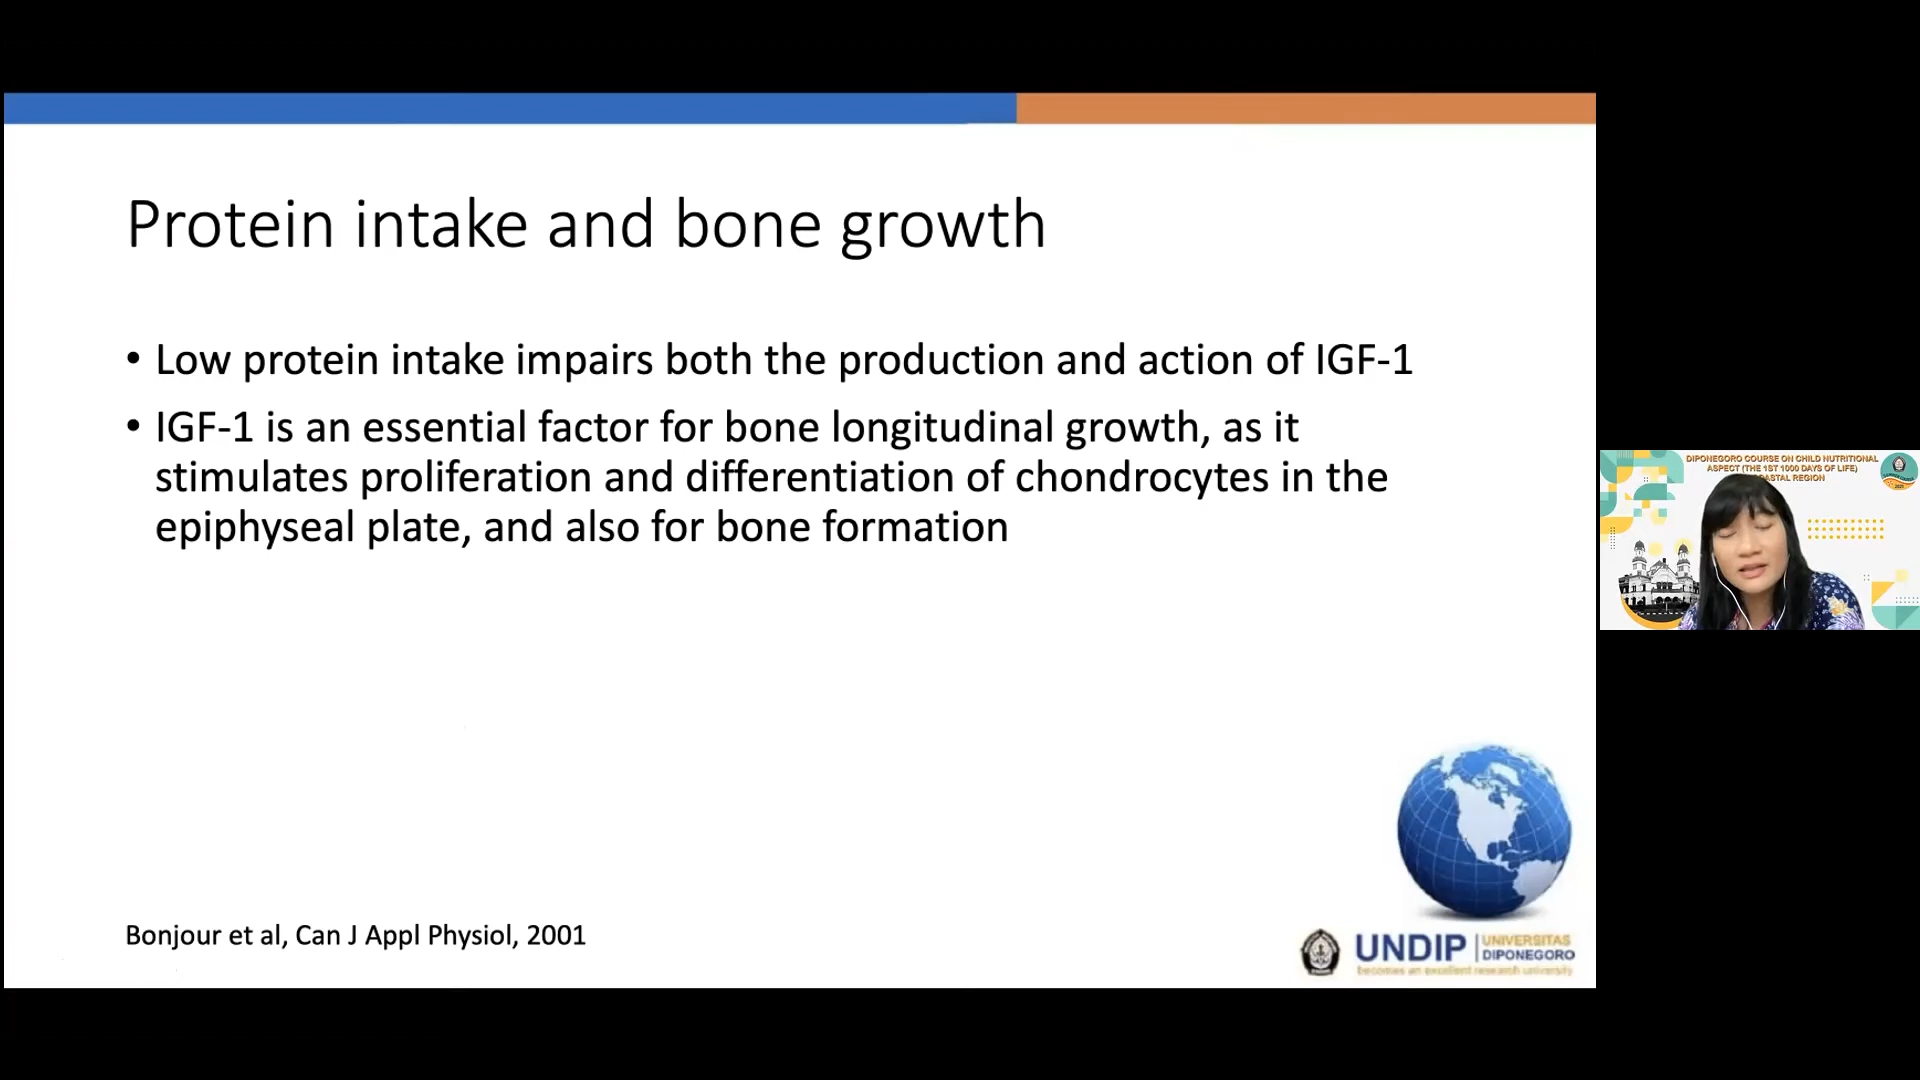 Protein intake and bone growth
• Low protein intake impairs both the production and action of IGF-1
• IGF-1 is an essential factor for bone longitudinal growth, as it
stimulates proliferation and differentiation of chondrocytes in the
epiphyseal plate, and also for bone formation
Bonjour et al, Can J Appl Physiol, 2001
UNDIP
UNIVERSITAS
DIPONEGORO
becomes an excellent research university
DIPONEGORO COURSE ON CHILD NUTRITIONAL
ASPECT (THE 1ST 1000 DAYS OF LIFE)
REGION